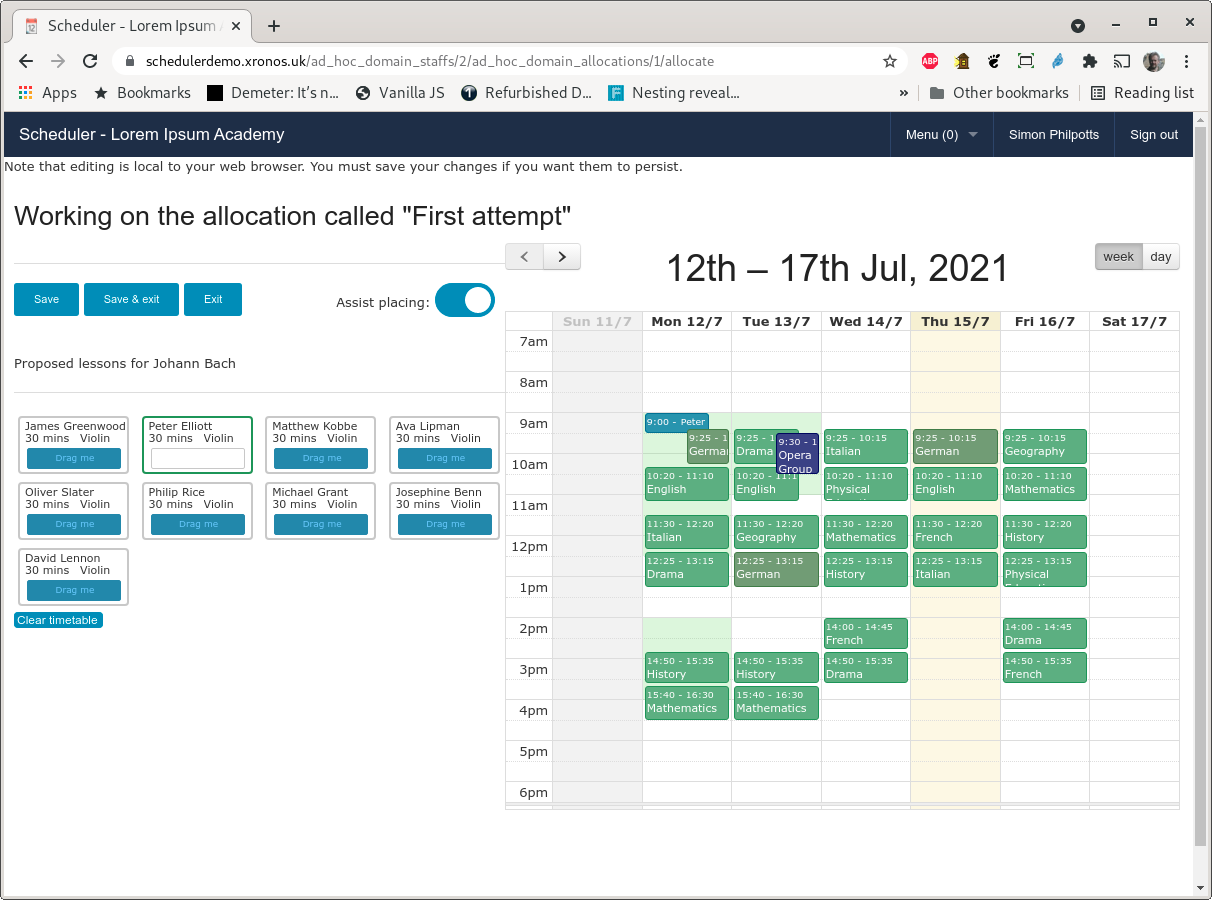 Scheduler - Lorem Ipsum A
schedulerdemo.xronos.uk/ad_hoc_domain_staffs/2/ad_hoc_domain_allocations/1/allocate
ABP
Apps Bookmarks Demeter: It's n... Vanilla JS Refurbished D... Nesting reveal... » Other bookmarks Reading list
Scheduler - Lorem Ipsum Academy Menu (0) Simon Philpotts Sign out
Note that editing is local to your web browser. You must save your changes if you want them to persist.
Working on the allocation called "First attempt"
Save Save & exit Exit Assist placing:
Proposed lessons for Johann Bach
James Greenwood
30 mins Violin
Drag me
Peter Elliott
30 mins Violin
Matthew Kobbe
30 mins Violin
Drag me
Ava Lipman
30 mins Violin
Drag me
Oliver Slater
30 mins Violin
Drag me
Philip Rice
30 mins Violin
Drag me
Michael Grant
30 mins Violin
Drag me
Josephine Benn
30 mins Violin
Drag me
David Lennon
30 mins Violin
Drag me
Clear timetable
12th – 17th Jul, 2021
week day
Sun 11/7 Mon 12/7 Tue 13/7 Wed 14/7 Thu 15/7 Fri 16/7 Sat 17/7
7am
8am
9am
10am
11am
12pm
1pm
2pm
3pm
4pm
5pm
6pm
9:00 - Peter
9:25 - 1
German
10:20 - 11:10
English
11:30 - 12:20
Italian
12:25 - 13:15
Drama
14:50 - 15:35
History
15:40 - 16:30
Mathematics
9:25 - 1
Drama
9:30 - 1
Opera
Group
10:20 - 11:1
English
11:30 - 12:20
Geography
12:25 - 13:15
German
14:50 - 15:35
History
15:40 - 16:30
Mathematics
9:25 - 10:15
Italian
10:20 - 11:10
Physical
11:30 - 12:20
Mathematics
12:25 - 13:15
History
14:00 - 14:45
French
14:50 - 15:35
Drama
9:25 - 10:15
German
10:20 - 11:10
English
11:30 - 12:20
French
12:25 - 13:15
Italian
9:25 - 10:15
Geography
10:20 - 11:10
Mathematics
11:30 - 12:20
History
12:25 - 13:15
Physical
14:00 - 14:45
Drama
14:50 - 15:35
French